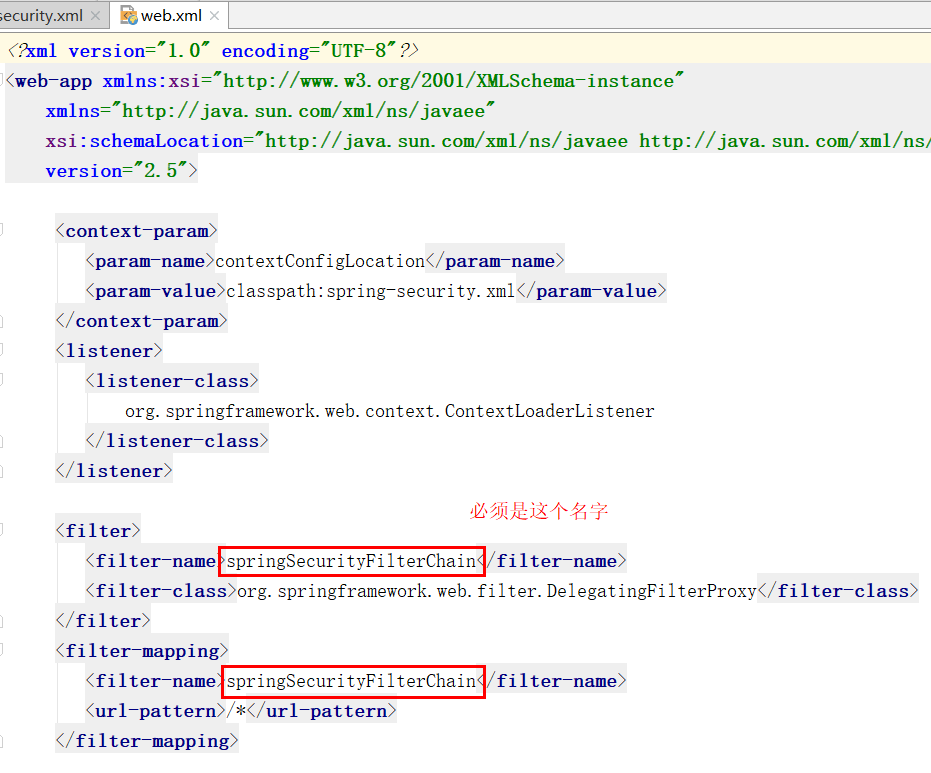 security.xml web.xml
<?xml version="1.0" encoding="UTF-8"?>
<web-app xmlns:xsi="http://www.w3.org/2001/XMLSchema-instance"
xmlns="http://java.sun.com/xml/ns/javaee"
xsi:schemaLocation="http://java.sun.com/xml/ns/javaee http://java.sun.com/xml/ns/
version="2.5">
<context-param>
<param-name>contextConfigLocation</param-name>
<param-value>classpath:spring-security.xml</param-value>
</context-param>
<listener>
<listener-class>
org.springframework.web.context.ContextLoaderListener
</listener-class>
</listener>
必须是这个名字
<filter>
<filter-name>springSecurityFilterChain</filter-name>
<filter-class>org.springframework.web.filter.DelegatingFilterProxy</filter-class>
</filter>
<filter-mapping>
<filter-name>springSecurityFilterChain</filter-name>
<url-pattern>/*</url-pattern>
</filter-mapping>